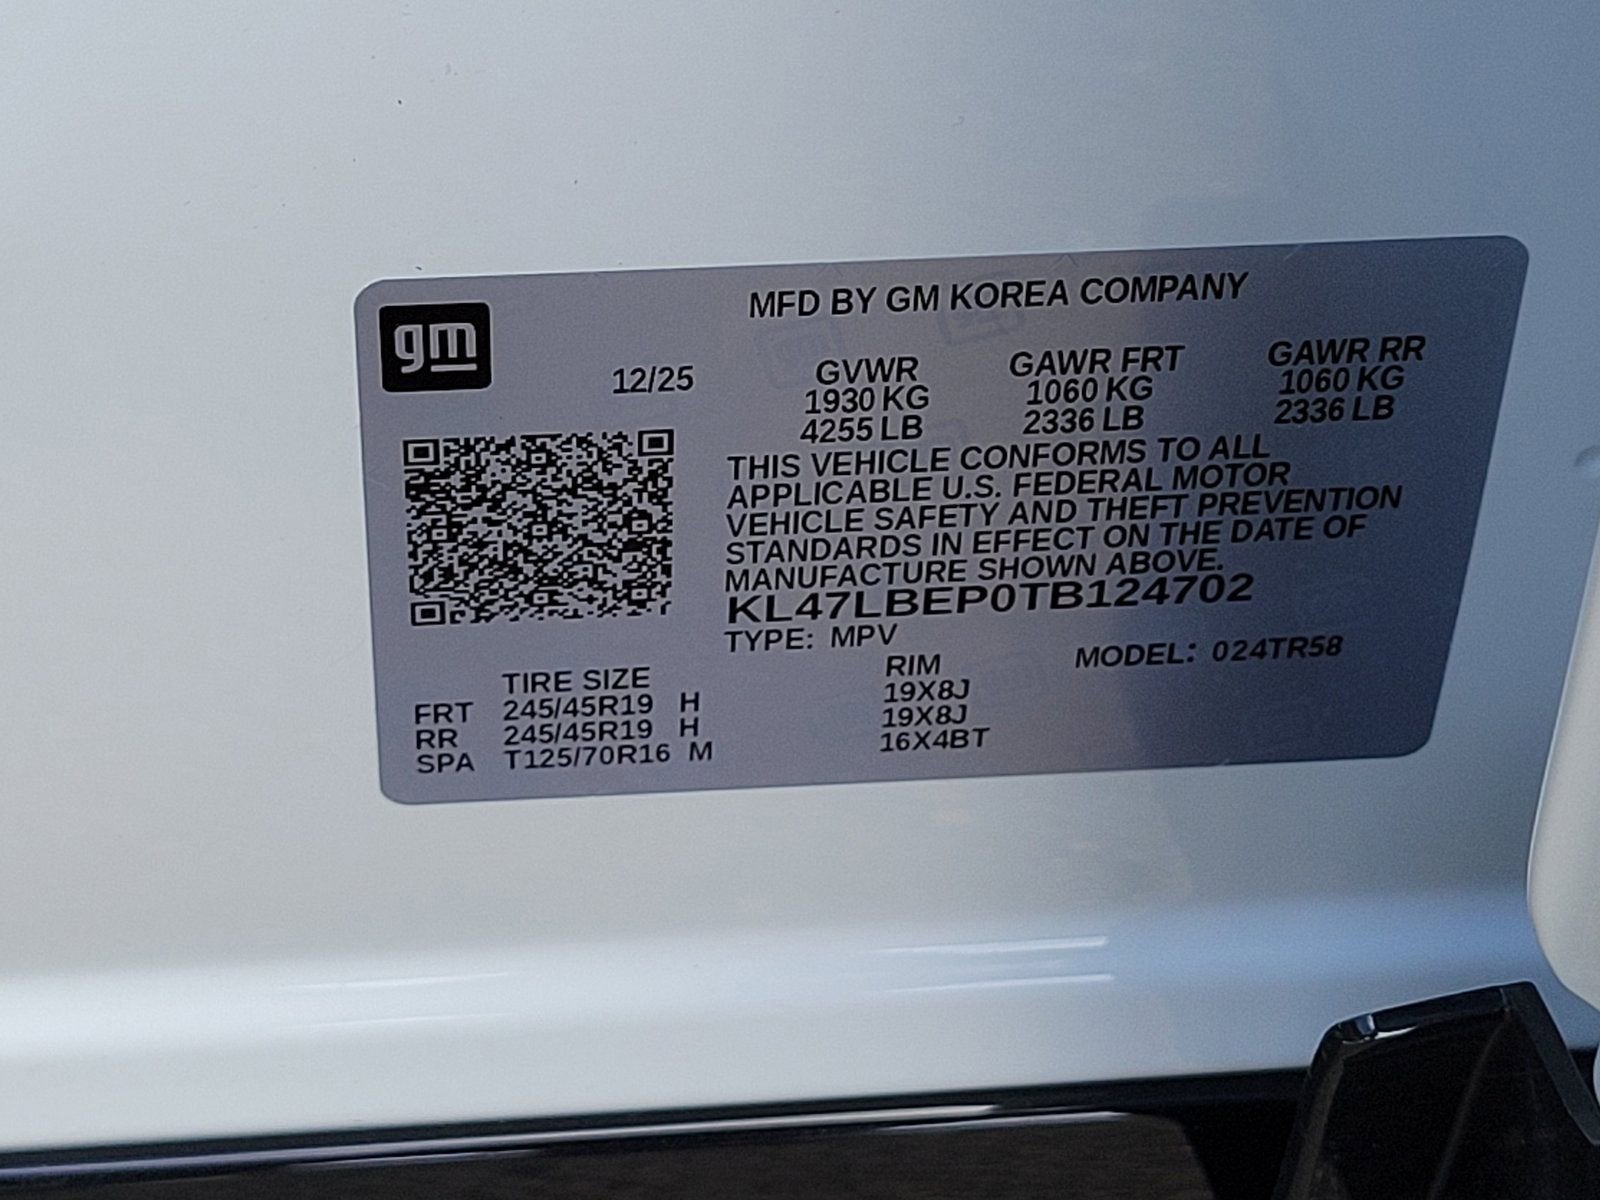 gm
MFD BY GM KOREA COMPANY
12/25 GVWR GAWR FRT GAWR RR
1930 KG 1060 KG 1060 KG
4255 LB 2336 LB 2336 LB
THIS VEHICLE CONFORMS TO ALL
APPLICABLE U.S. FEDERAL MOTOR
VEHICLE SAFETY AND THEFT PREVENTION
STANDARDS IN EFFECT ON THE DATE OF
MANUFACTURE SHOWN ABOVE.
KL47LBEP0TB124702
TYPE: MPV MODEL: 024TR58
TIRE SIZE RIM
FRT 245/45R19 H 19X8J
RR 245/45R19 H 19X8J
SPA T125/70R16 M 16X4BT